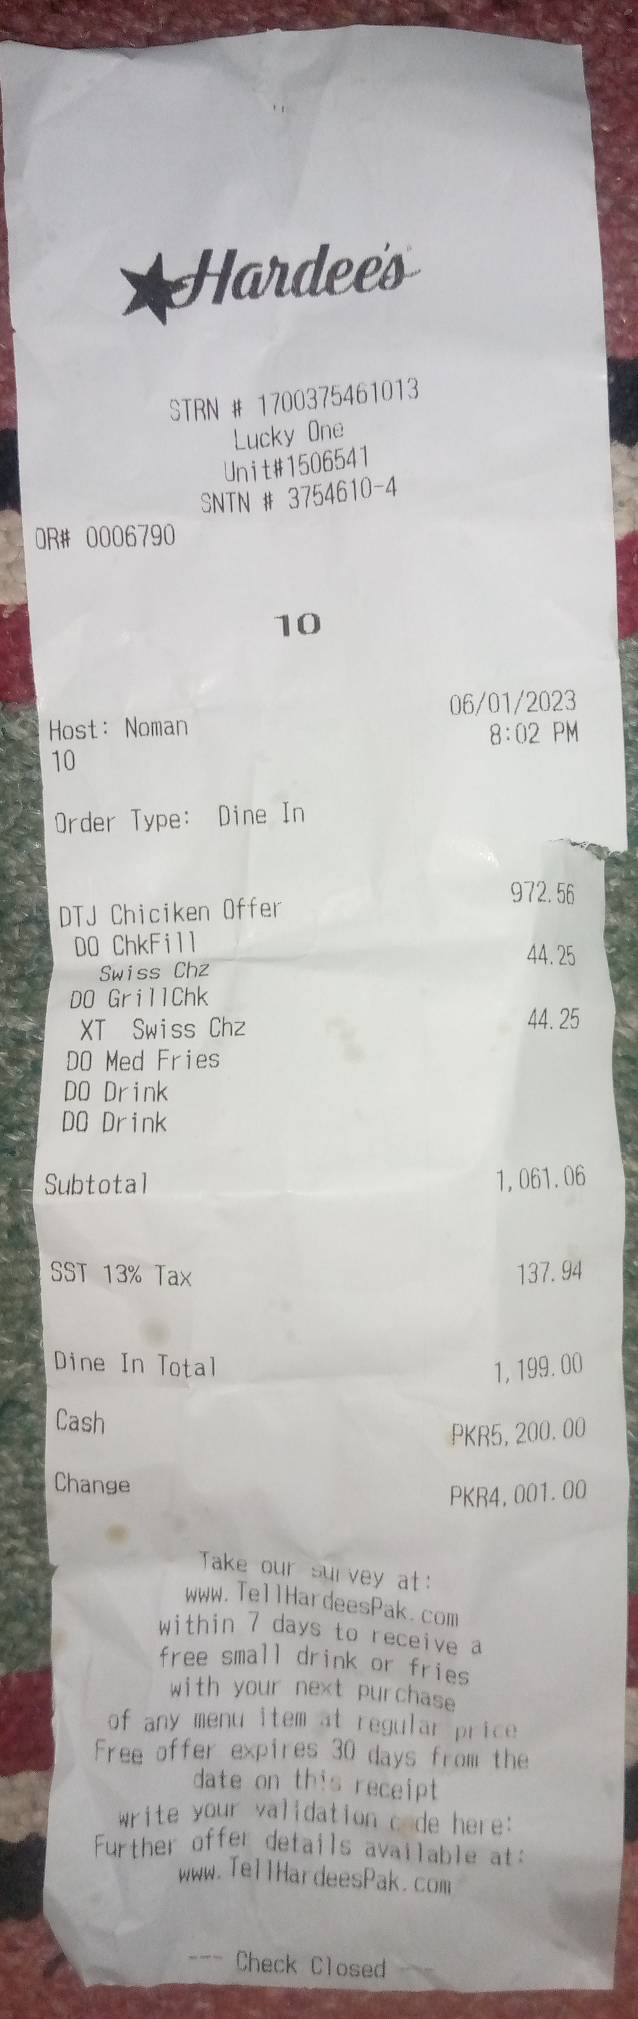 Hardee's
STRN # 1700375461013
Lucky One
Unit#1506541
SNTN # 3754610-4
OR# 0006790
10
06/01/2023
Host: Noman 8:02 PM
10
Order Type: Dine In
DTJ Chiciken Offer 972.56
DO ChkFill
Swiss Chz 44.25
DO GrillChk
XT Swiss Chz 44.25
DO Med Fries
DO Drink
DO Drink
Subtotal 1,061.06
SST 13% Tax 137.94
Dine In Total 1,199.00
Cash PKR5,200.00
Change PKR4,001.00
Take our survey at:
www.TellHardeesPak.com
within 7 days to receive a
free small drink or fries
with your next purchase
of any menu item at regular price
Free offer expires 30 days from the
date on this receipt
write your validation code here:
Further offer details available at:
www.TellHardeesPak.com
--- Check Closed ---